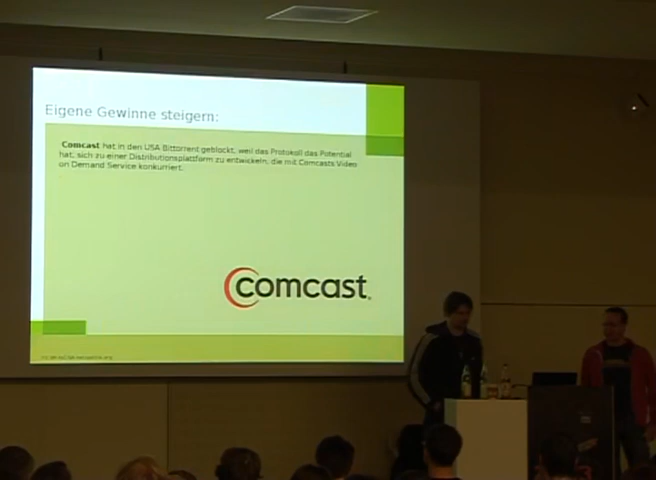 Eigene Gewinne steigern:
Comcast hat in den USA Bittorrent geblockt, weil das Protokoll das Potential
hat, sich zu einer Distributionsplattform zu entwickeln, die mit Comcasts Video
on Demand Service konkurriert.
comcast.